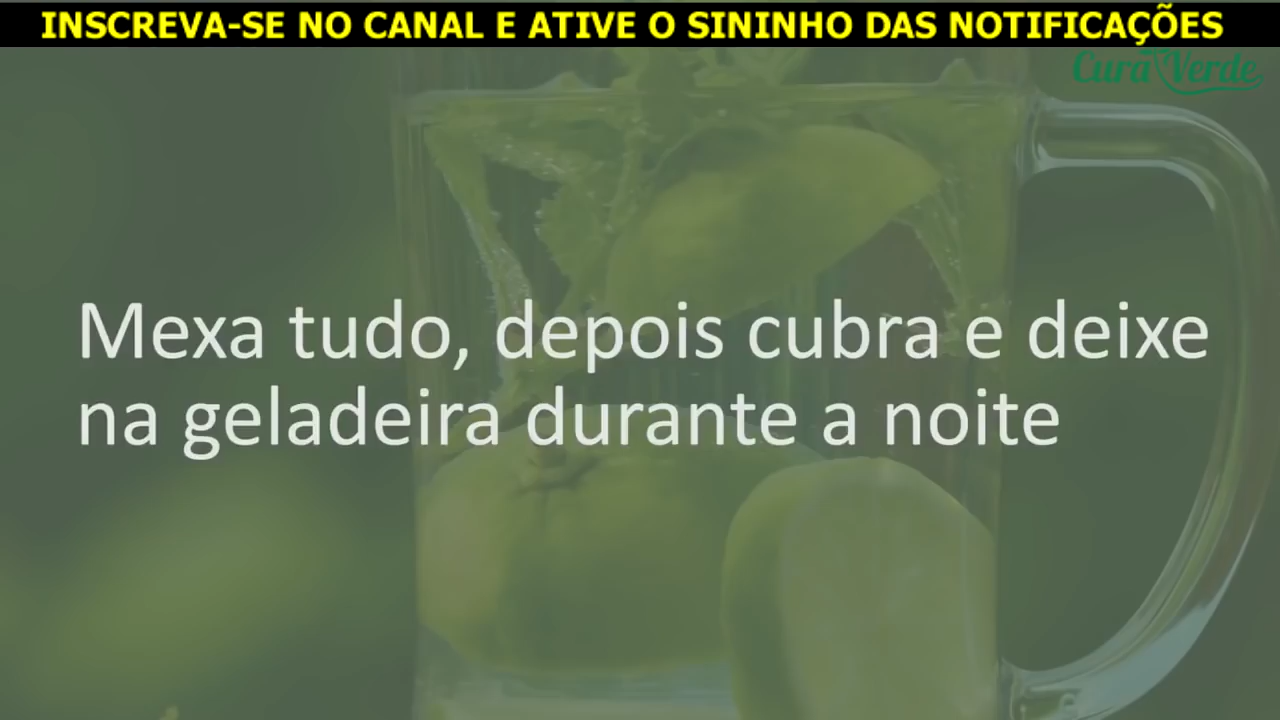 INSCREVA-SE NO CANAL E ATIVE O SININHO DAS NOTIFICAÇÕES
Cura Verde
Mexa tudo, depois cubra e deixe
na geladeira durante a noite